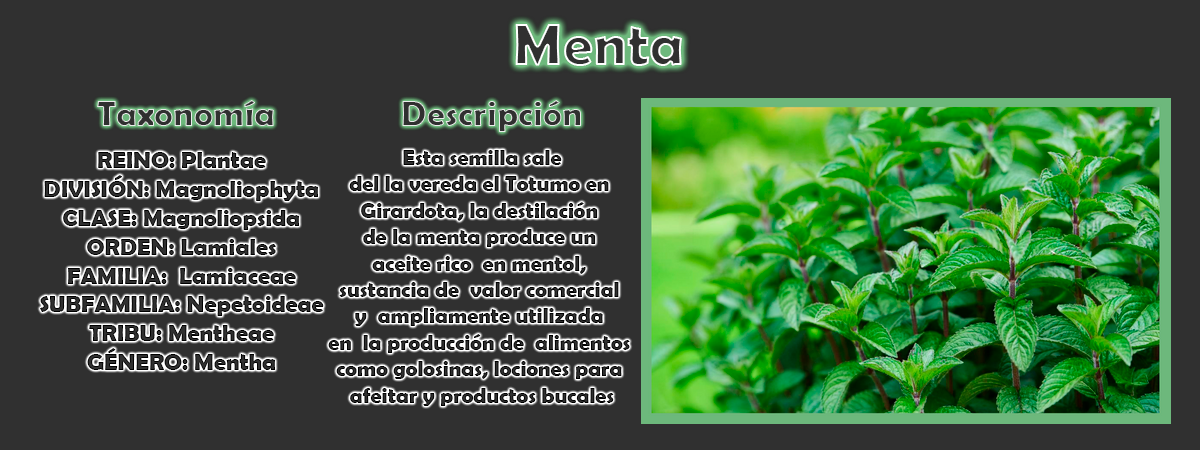 Menta
Taxonomía
REINO: Plantae
DIVISIÓN: Magnoliophyta
CLASE: Magnoliopsida
ORDEN: Lamiales
FAMILIA: Lamiaceae
SUBFAMILIA: Nepetoideae
TRIBU: Mentheae
GÉNERO: Mentha
Descripción
Esta semilla sale
del la vereda el Totumo en
Girardota, la destilación
de la menta produce un
aceite rico en mentol,
sustancia de valor comercial
y ampliamente utilizada
en la producción de alimentos
como golosinas, lociones para
afeitar y productos bucales